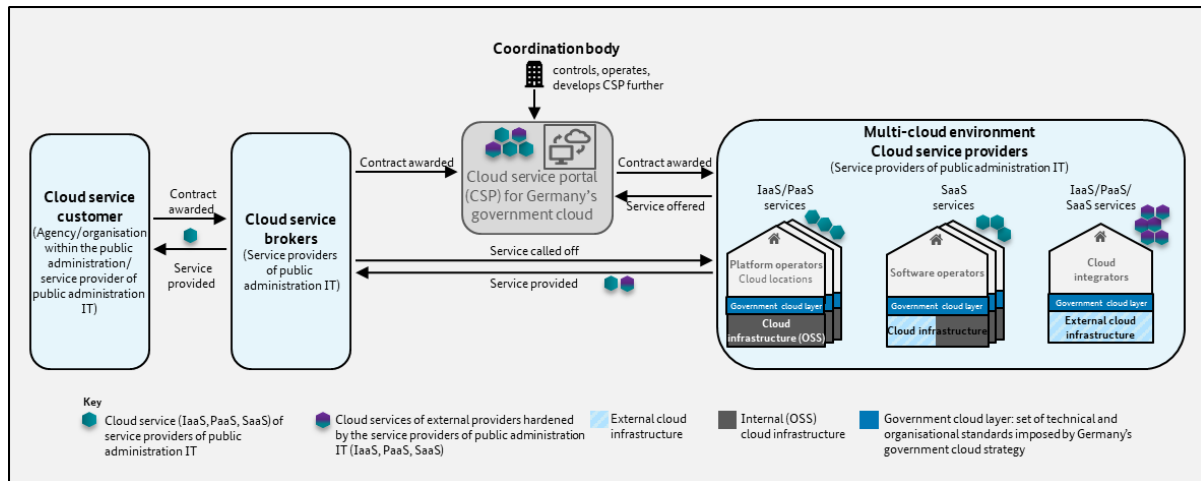 Coordination body
controls, operates,
develops CSP further
Cloud service
customer
(Agency/organisation
within the public
administration/
service provider of
public administration
IT)
Contract
awarded
Service
provided
Cloud service
brokers
(Service providers
of public
administration IT)
Contract awarded
Cloud service portal
(CSP) for Germany's
government cloud
Contract awarded
Service offered
Service called off
Service provided
Multi-cloud environment
Cloud service providers
(Service providers of public administration IT)
IaaS/PaaS
services
Platform operators
Cloud locations
Government cloud layer
Cloud
infrastructure (OSS)
SaaS
services
Software operators
Government cloud layer
Cloud infrastructure
IaaS/PaaS/
SaaS services
Cloud
integrators
Government cloud layer
External cloud
infrastructure
Key
Cloud service (IaaS, PaaS, SaaS) of
service providers of public
administration IT
Cloud services of external providers hardened
by the service providers of public administration
IT (IaaS, PaaS, SaaS)
External cloud
infrastructure
Internal (OSS)
cloud infrastructure
Government cloud layer: set of technical and
organisational standards imposed by Germany's
government cloud strategy